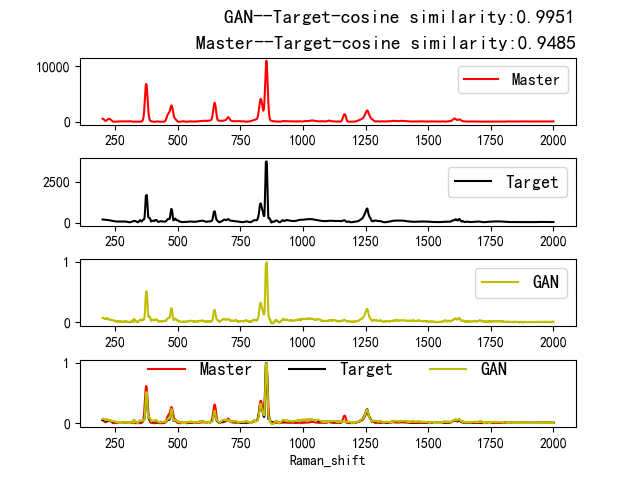 GAN--Target-cosine similarity:0.9951
Master--Target-cosine similarity:0.9485
10000
0
Master
250 500 750 1000 1250 1500 1750 2000
2500
0
Target
250 500 750 1000 1250 1500 1750 2000
1
0
GAN
250 500 750 1000 1250 1500 1750 2000
1
0
Master Target GAN
250 500 750 1000 1250 1500 1750 2000
Raman_shift